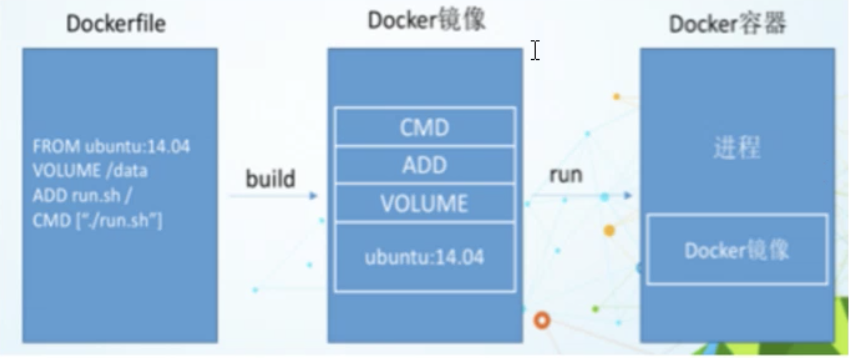 Dockerfile
FROM ubuntu:14.04
VOLUME /data
ADD run.sh /
CMD ["./run.sh"]
build
Docker镜像
CMD
ADD
VOLUME
ubuntu:14.04
run
Docker容器
进程
Docker镜像